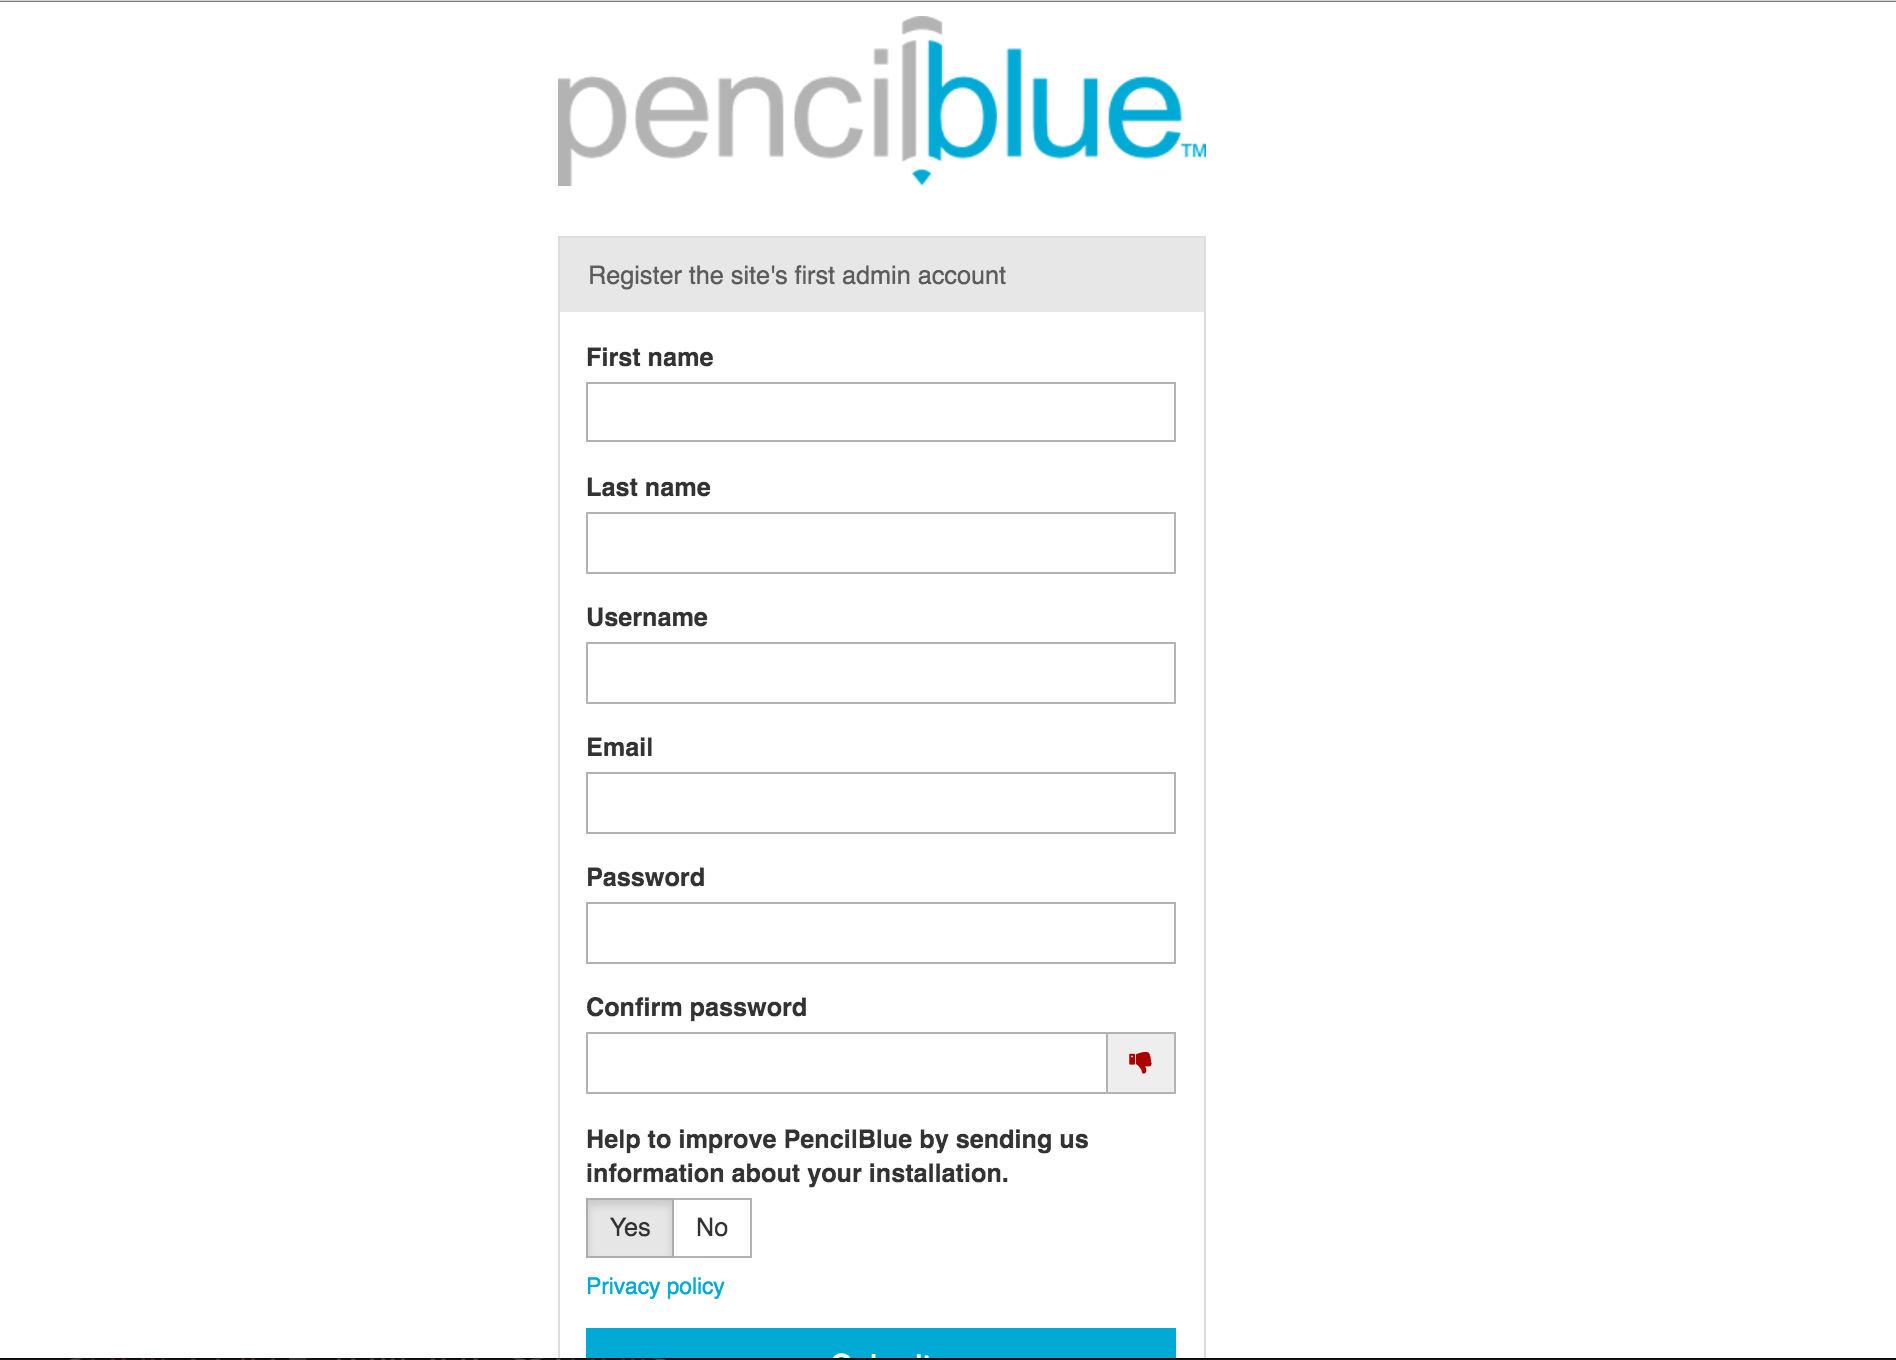 pencilblue™
Register the site's first admin account
First name
Last name
Username
Email
Password
Confirm password
Help to improve PencilBlue by sending us
information about your installation.
Yes No
Privacy policy